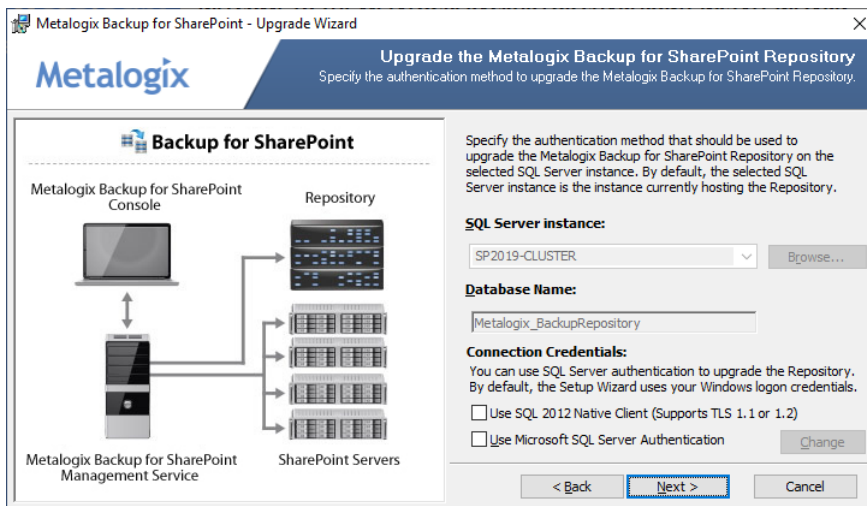 Metalogix Backup for SharePoint - Upgrade Wizard
Metalogix
Upgrade the Metalogix Backup for SharePoint Repository
Specify the authentication method to upgrade the Metalogix Backup for SharePoint Repository.
Backup for SharePoint
Metalogix Backup for SharePoint
Console
Repository
Metalogix Backup for SharePoint
Management Service
SharePoint Servers
Specify the authentication method that should be used to
upgrade the Metalogix Backup for SharePoint Repository on the
selected SQL Server instance. By default, the selected SQL
Server instance is the instance currently hosting the Repository.
SQL Server instance:
SP2019-CLUSTER
Browse...
Database Name:
Metalogix_BackupRepository
Connection Credentials:
You can use SQL Server authentication to upgrade the Repository.
By default, the Setup Wizard uses your Windows logon credentials.
Use SQL 2012 Native Client (Supports TLS 1.1 or 1.2)
Use Microsoft SQL Server Authentication
Change
< Back
Next >
Cancel